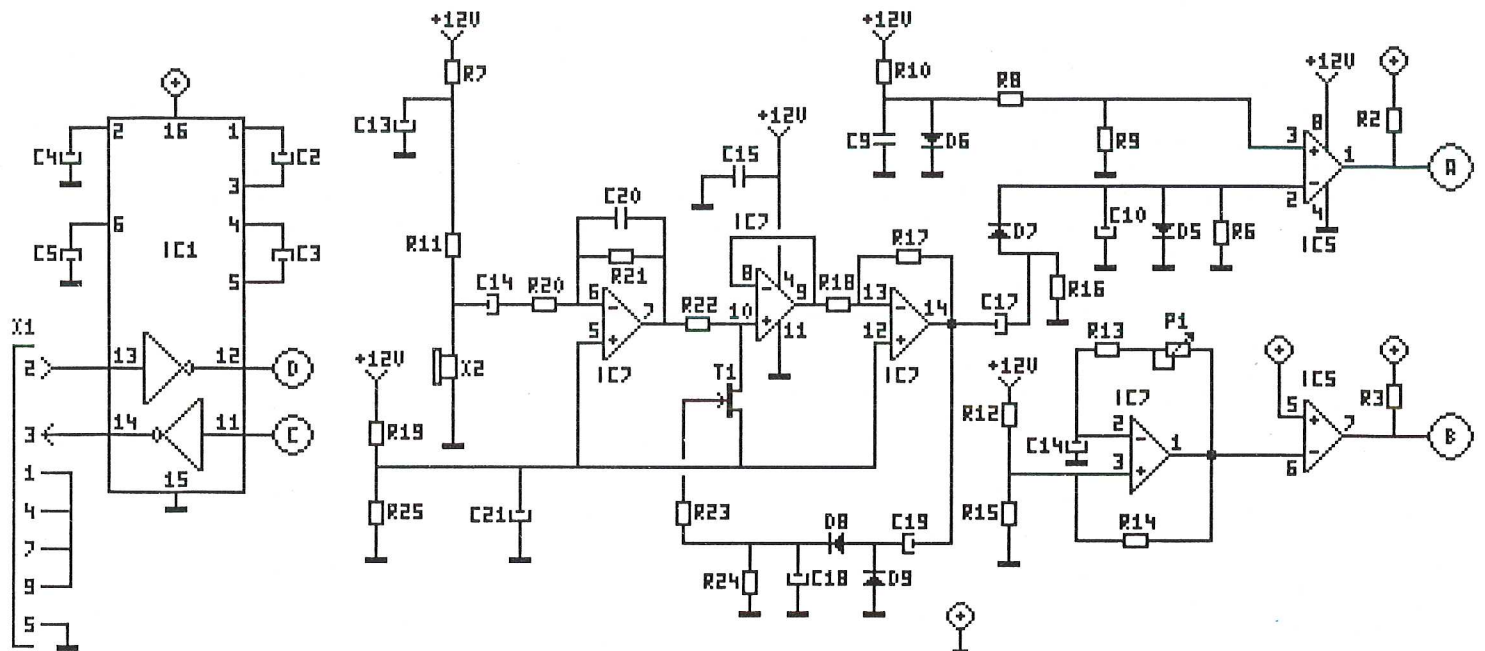 +12V
R7
C13
R11
C14
R20
X2
+
16
2
1
C4
C2
3
6
4
C5
IC1
C3
5
X1
2
13
12
D
3
14
11
C
15
1
4
7
9
5
C20
R21
6
-
7
5
+
IC7
R22
+12V
R19
R25
C21
+12V
C15
IC7
8
-
4
9
10
+
11
T1
R23
R24
C18
D8
D9
C19
R18
R17
13
-
14
12
+
IC7
C17
+12V
R10
C9
D6
R8
R9
D7
R16
C10
D5
R6
+12V
8
3
+
1
-
2
4
IC5
+
R2
A
+12V
R12
R15
R13
P1
IC7
C14
2
-
1
3
+
R14
+
IC5
5
+
7
-
6
+
R3
B
+